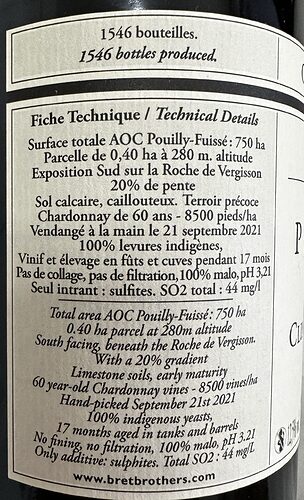 1546 bouteilles.
1546 bottles produced.
Fiche Technique / Technical Details
Surface totale AOC Pouilly-Fuissé : 750 ha
Parcelle de 0,40 ha à 280 m. altitude
Exposition Sud sur la Roche de Vergisson
20% de pente
Sol calcaire, caillouteux. Terroir précoce
Chardonnay de 60 ans - 8500 pieds/ha
Vendangé à la main le 21 septembre 2021
100% levures indigènes,
Vinif et élevage en fûts et cuves pendant 17 mois
Pas de collage, pas de filtration, 100% malo, pH 3,21
Seul intrant : sulfites. SO2 total : 44 mg/l
Total area AOC Pouilly-Fuissé : 750 ha
0.40 ha parcel at 280m altitude
South facing, beneath the Roche de Vergisson.
With a 20% gradient
Limestone soils, early maturity
60 year-old Chardonnay vines - 8500 vines/ha
Hand-picked September 21st 2021
100% indigenous yeasts,
17 months aged in tanks and barrels
No fining, no filtration, 100% malo, pH 3.21
Only additive: sulphites. Total SO2 : 44 mg/l
www.bretbrothers.com